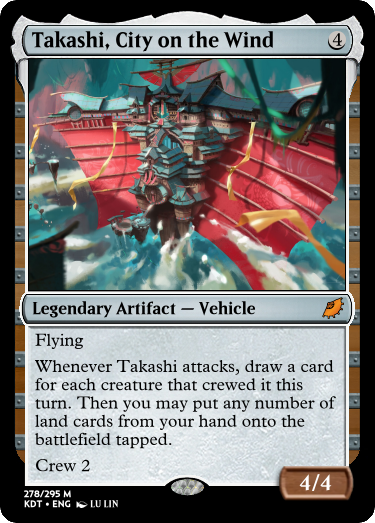 Takashi, City on the Wind 4
Legendary Artifact — Vehicle
Flying
Whenever Takashi attacks, draw a card
for each creature that crewed it this
turn. Then you may put any number of
land cards from your hand onto the
battlefield tapped.
Crew 2
4/4
278/295 M
KDT • ENG LU LIN